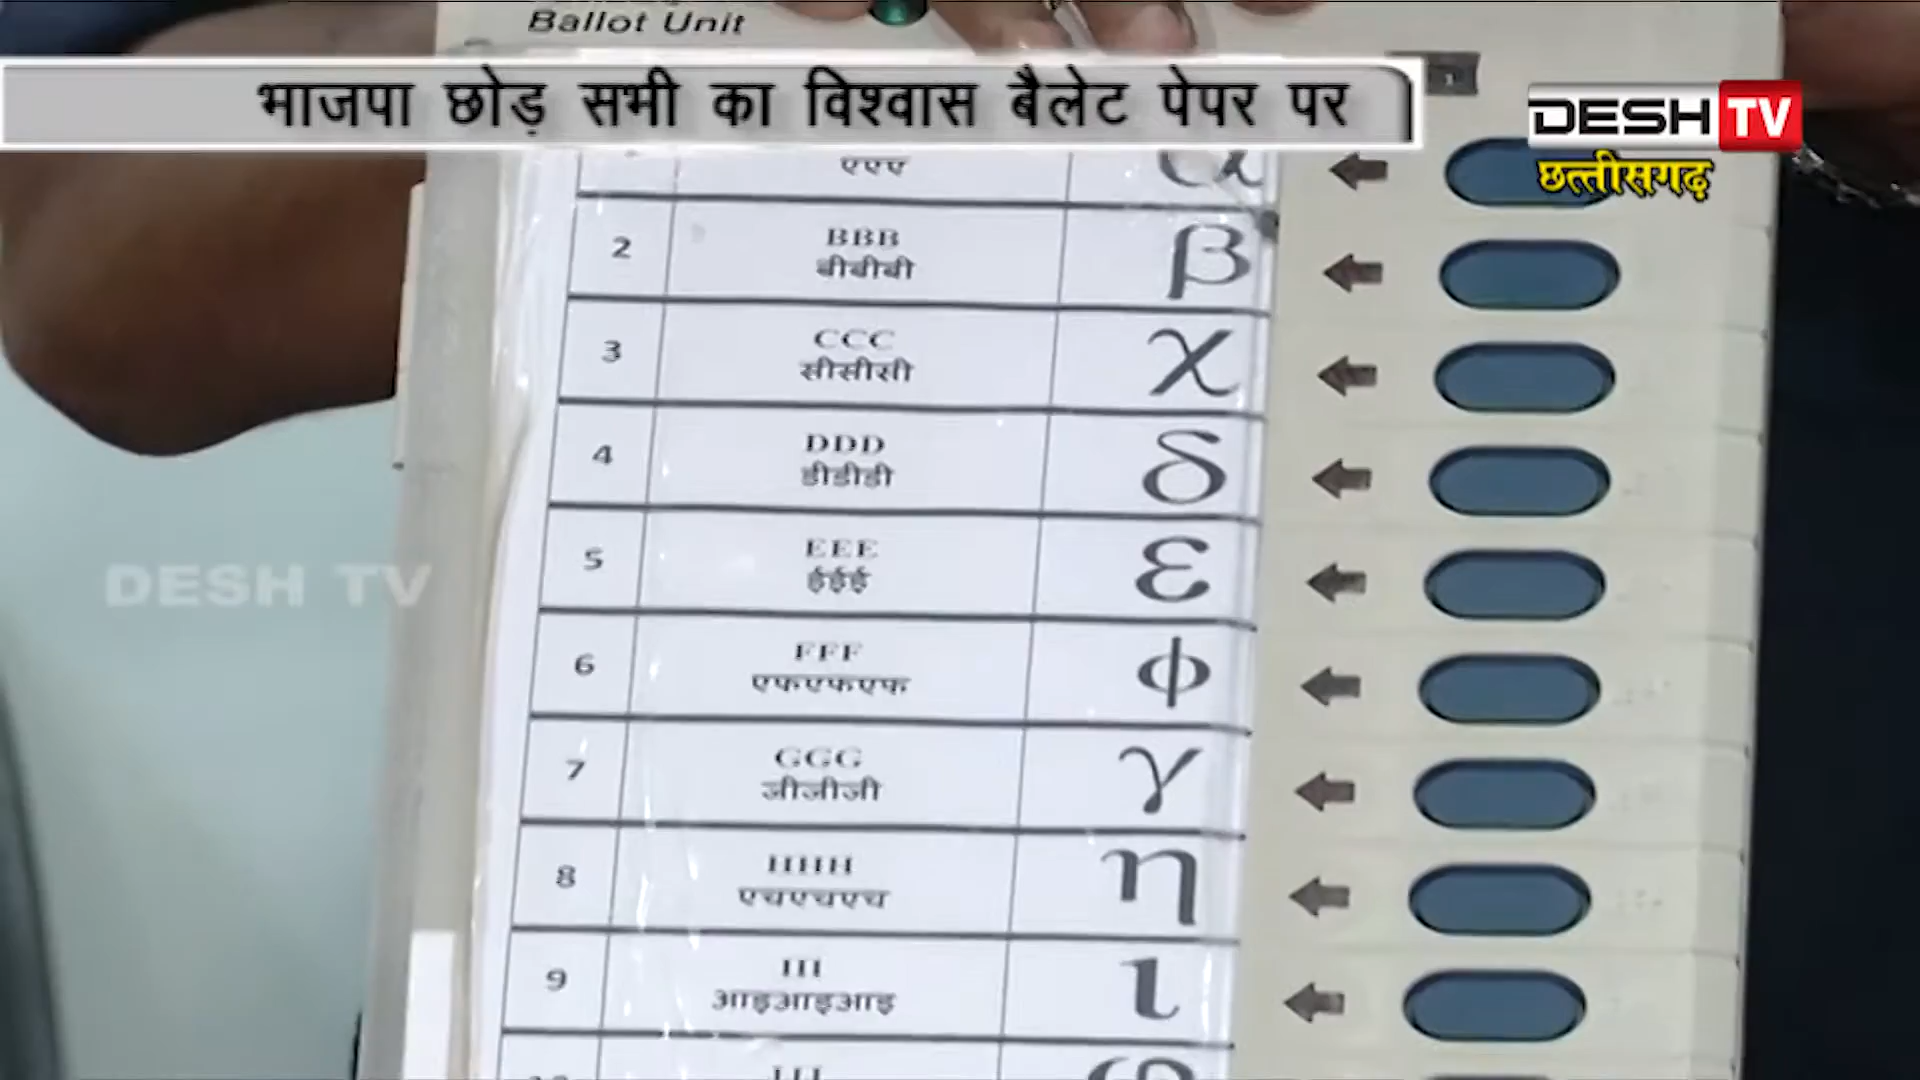 Ballot Unit
भाजपा छोड़ सभी का विश्वास बैलेट पेपर पर
DESH TV
छत्तीसगढ़
एएए α
2 BBB β
बीबीबी
3 CCC χ
सीसीसी
4 DDD δ
डीडीडी
5 EEE ε
ईईई
DESH TV
6 FFF ϕ
एफएफएफ
7 GGG γ
जीजीजी
8 HHH η
एचएचएच
9 III ι
आइआइआइ